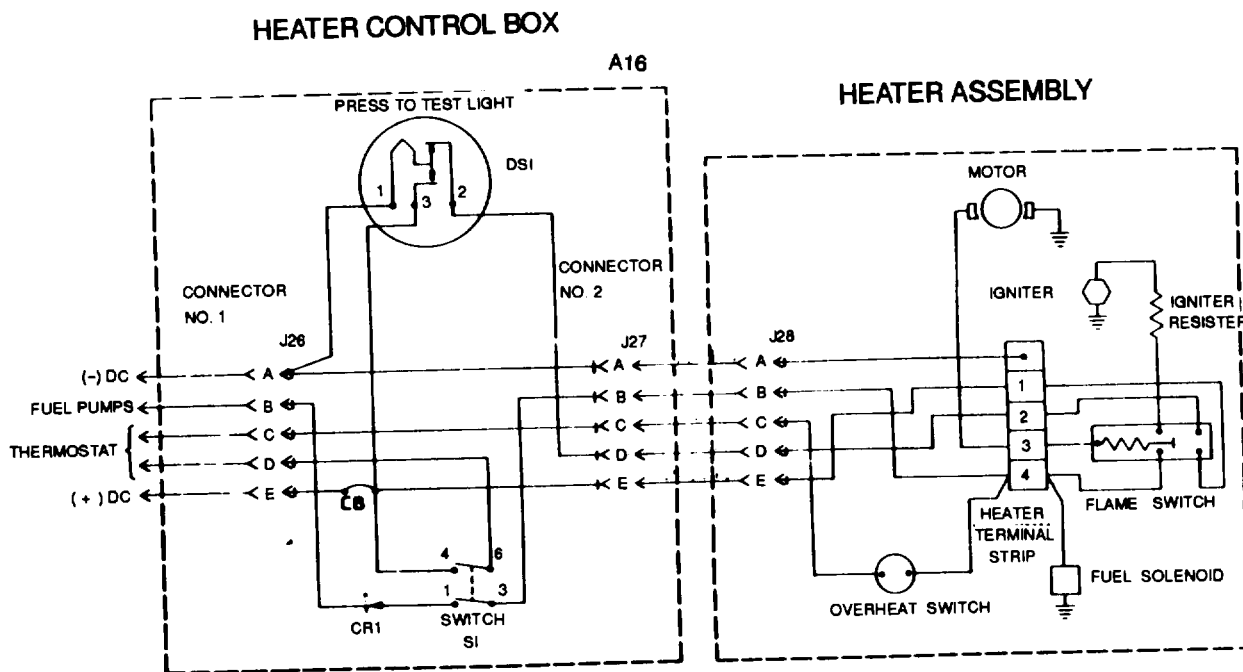 HEATER CONTROL BOX
A16
HEATER ASSEMBLY
PRESS TO TEST LIGHT
DSI
1
3
2
MOTOR
CONNECTOR
NO. 1
CONNECTOR
NO. 2
IGNITER
IGNITER
RESISTER
J26
J27
J28
(-) DC
A
A
A
FUEL PUMPS
B
B
B
THERMOSTAT
C
C
C
D
D
D
(+) DC
E
E
E
CB
1
2
3
4
HEATER
TERMINAL
STRIP
FLAME SWITCH
4
6
1
3
CR1
SWITCH
SI
OVERHEAT SWITCH
FUEL SOLENOID